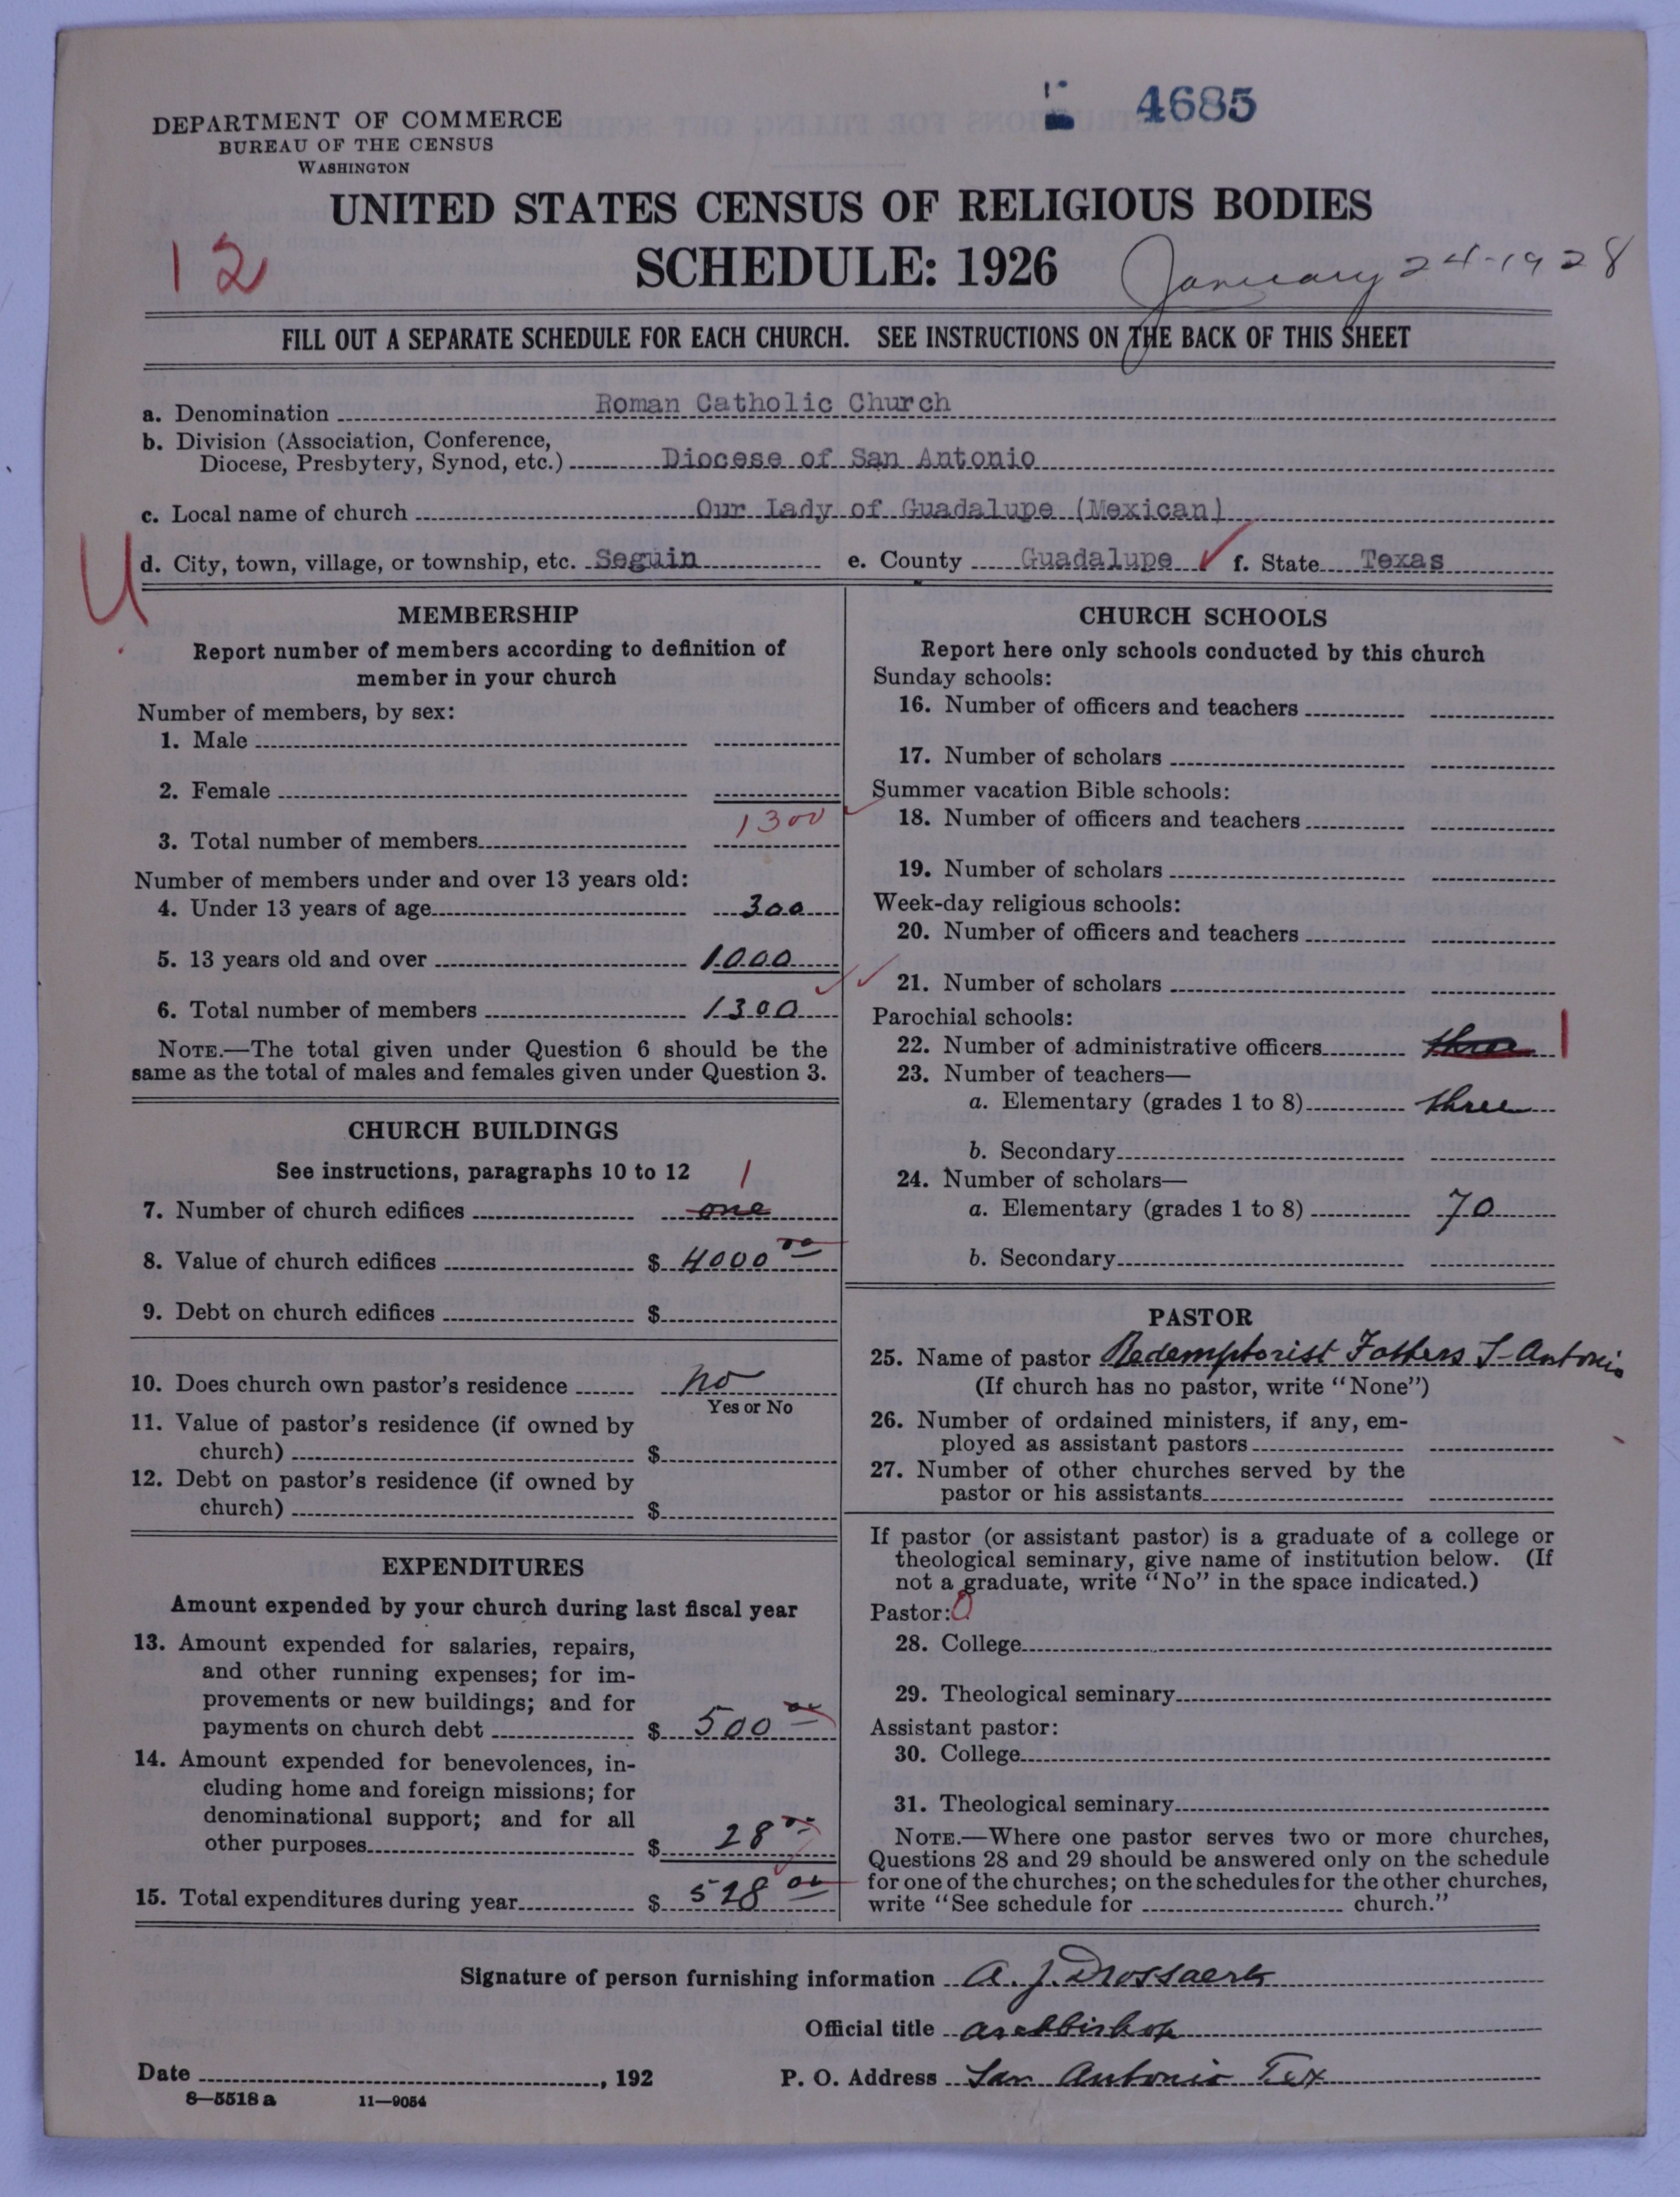 4685
DEPARTMENT OF COMMERCE
BUREAU OF THE CENSUS
WASHINGTON
UNITED STATES CENSUS OF RELIGIOUS BODIES
SCHEDULE: 1926
January 24-1928
12
FILL OUT A SEPARATE SCHEDULE FOR EACH CHURCH. SEE INSTRUCTIONS ON THE BACK OF THIS SHEET
a. Denomination Roman Catholic Church
b. Division (Association, Conference,
Diocese, Presbytery, Synod, etc.) Diocese of San Antonio
c. Local name of church Our Lady of Guadalupe (Mexican)
U
d. City, town, village, or township, etc. Seguin e. County Guadalupe f. State Texas
MEMBERSHIP
Report number of members according to definition of
member in your church
Number of members, by sex:
1. Male
2. Female
3. Total number of members 1300
Number of members under and over 13 years old:
4. Under 13 years of age 300
5. 13 years old and over 1000
6. Total number of members 1300
NOTE.—The total given under Question 6 should be the
same as the total of males and females given under Question 3.
CHURCH BUILDINGS
See instructions, paragraphs 10 to 12
1
7. Number of church edifices one
8. Value of church edifices $ 4000 00
9. Debt on church edifices $
10. Does church own pastor's residence no
Yes or No
11. Value of pastor's residence (if owned by
church) $
12. Debt on pastor's residence (if owned by
church) $
EXPENDITURES
Amount expended by your church during last fiscal year
13. Amount expended for salaries, repairs,
and other running expenses; for im-
provements or new buildings; and for
payments on church debt $ 500 00
14. Amount expended for benevolences, in-
cluding home and foreign missions; for
denominational support; and for all
other purposes $ 28 00
15. Total expenditures during year $ 528 00
CHURCH SCHOOLS
Report here only schools conducted by this church
Sunday schools:
16. Number of officers and teachers
17. Number of scholars
Summer vacation Bible schools:
18. Number of officers and teachers
19. Number of scholars
Week-day religious schools:
20. Number of officers and teachers
21. Number of scholars
Parochial schools:
22. Number of administrative officers three 1
23. Number of teachers—
a. Elementary (grades 1 to 8) three
b. Secondary
24. Number of scholars—
a. Elementary (grades 1 to 8) 70
b. Secondary
PASTOR
25. Name of pastor Redemptorist Fathers S-Antonio
(If church has no pastor, write "None")
26. Number of ordained ministers, if any, em-
ployed as assistant pastors
27. Number of other churches served by the
pastor or his assistants
If pastor (or assistant pastor) is a graduate of a college or
theological seminary, give name of institution below. (If
not a graduate, write "No" in the space indicated.)
Pastor: 0
28. College
29. Theological seminary
Assistant pastor:
30. College
31. Theological seminary
NOTE.—Where one pastor serves two or more churches,
Questions 28 and 29 should be answered only on the schedule
for one of the churches; on the schedules for the other churches,
write "See schedule for church."
Signature of person furnishing information A. J. Drossaerts
Official title archbishop
Date , 192 P. O. Address San Antonio Tex
8—5518a 11—9054